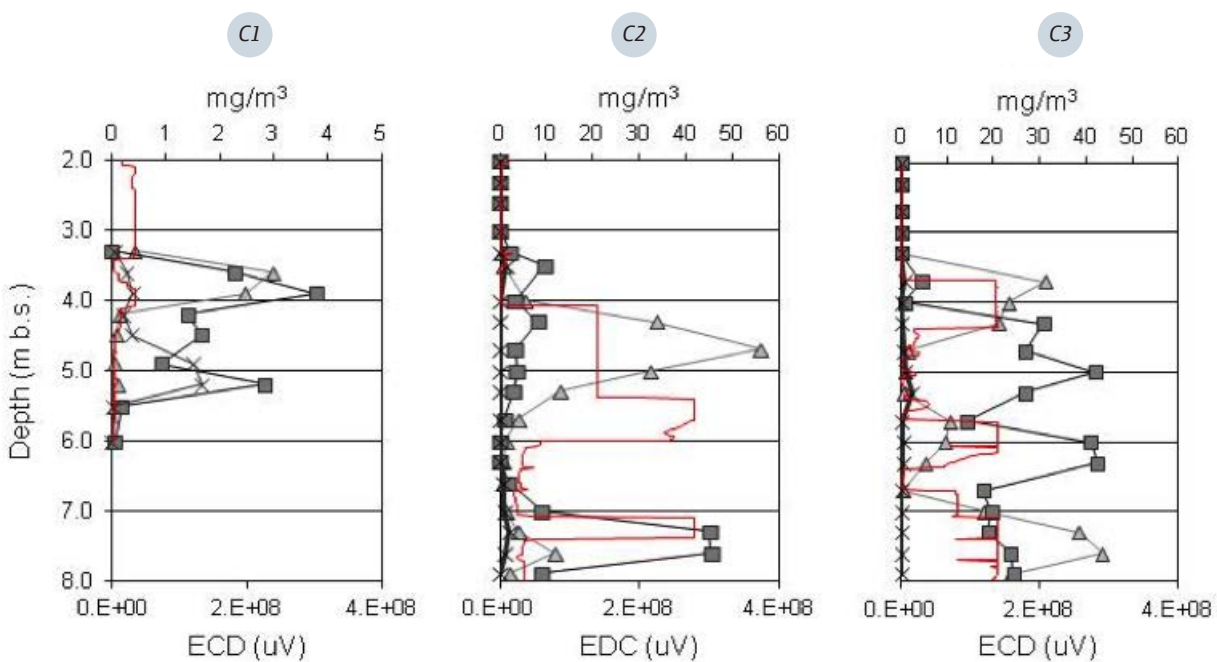 C1 C2 C3
mg/m³ mg/m³ mg/m³
0 1 2 3 4 5 0 10 20 30 40 50 60 0 10 20 30 40 50 60
2.0
3.0
4.0
5.0
6.0
7.0
8.0
Depth (m b.s.)
0.E+00 2.E+08 4.E+08 0.E+00 2.E+08 4.E+08 0.E+00 2.E+08 4.E+08
ECD (uV) EDC (uV) ECD (uV)